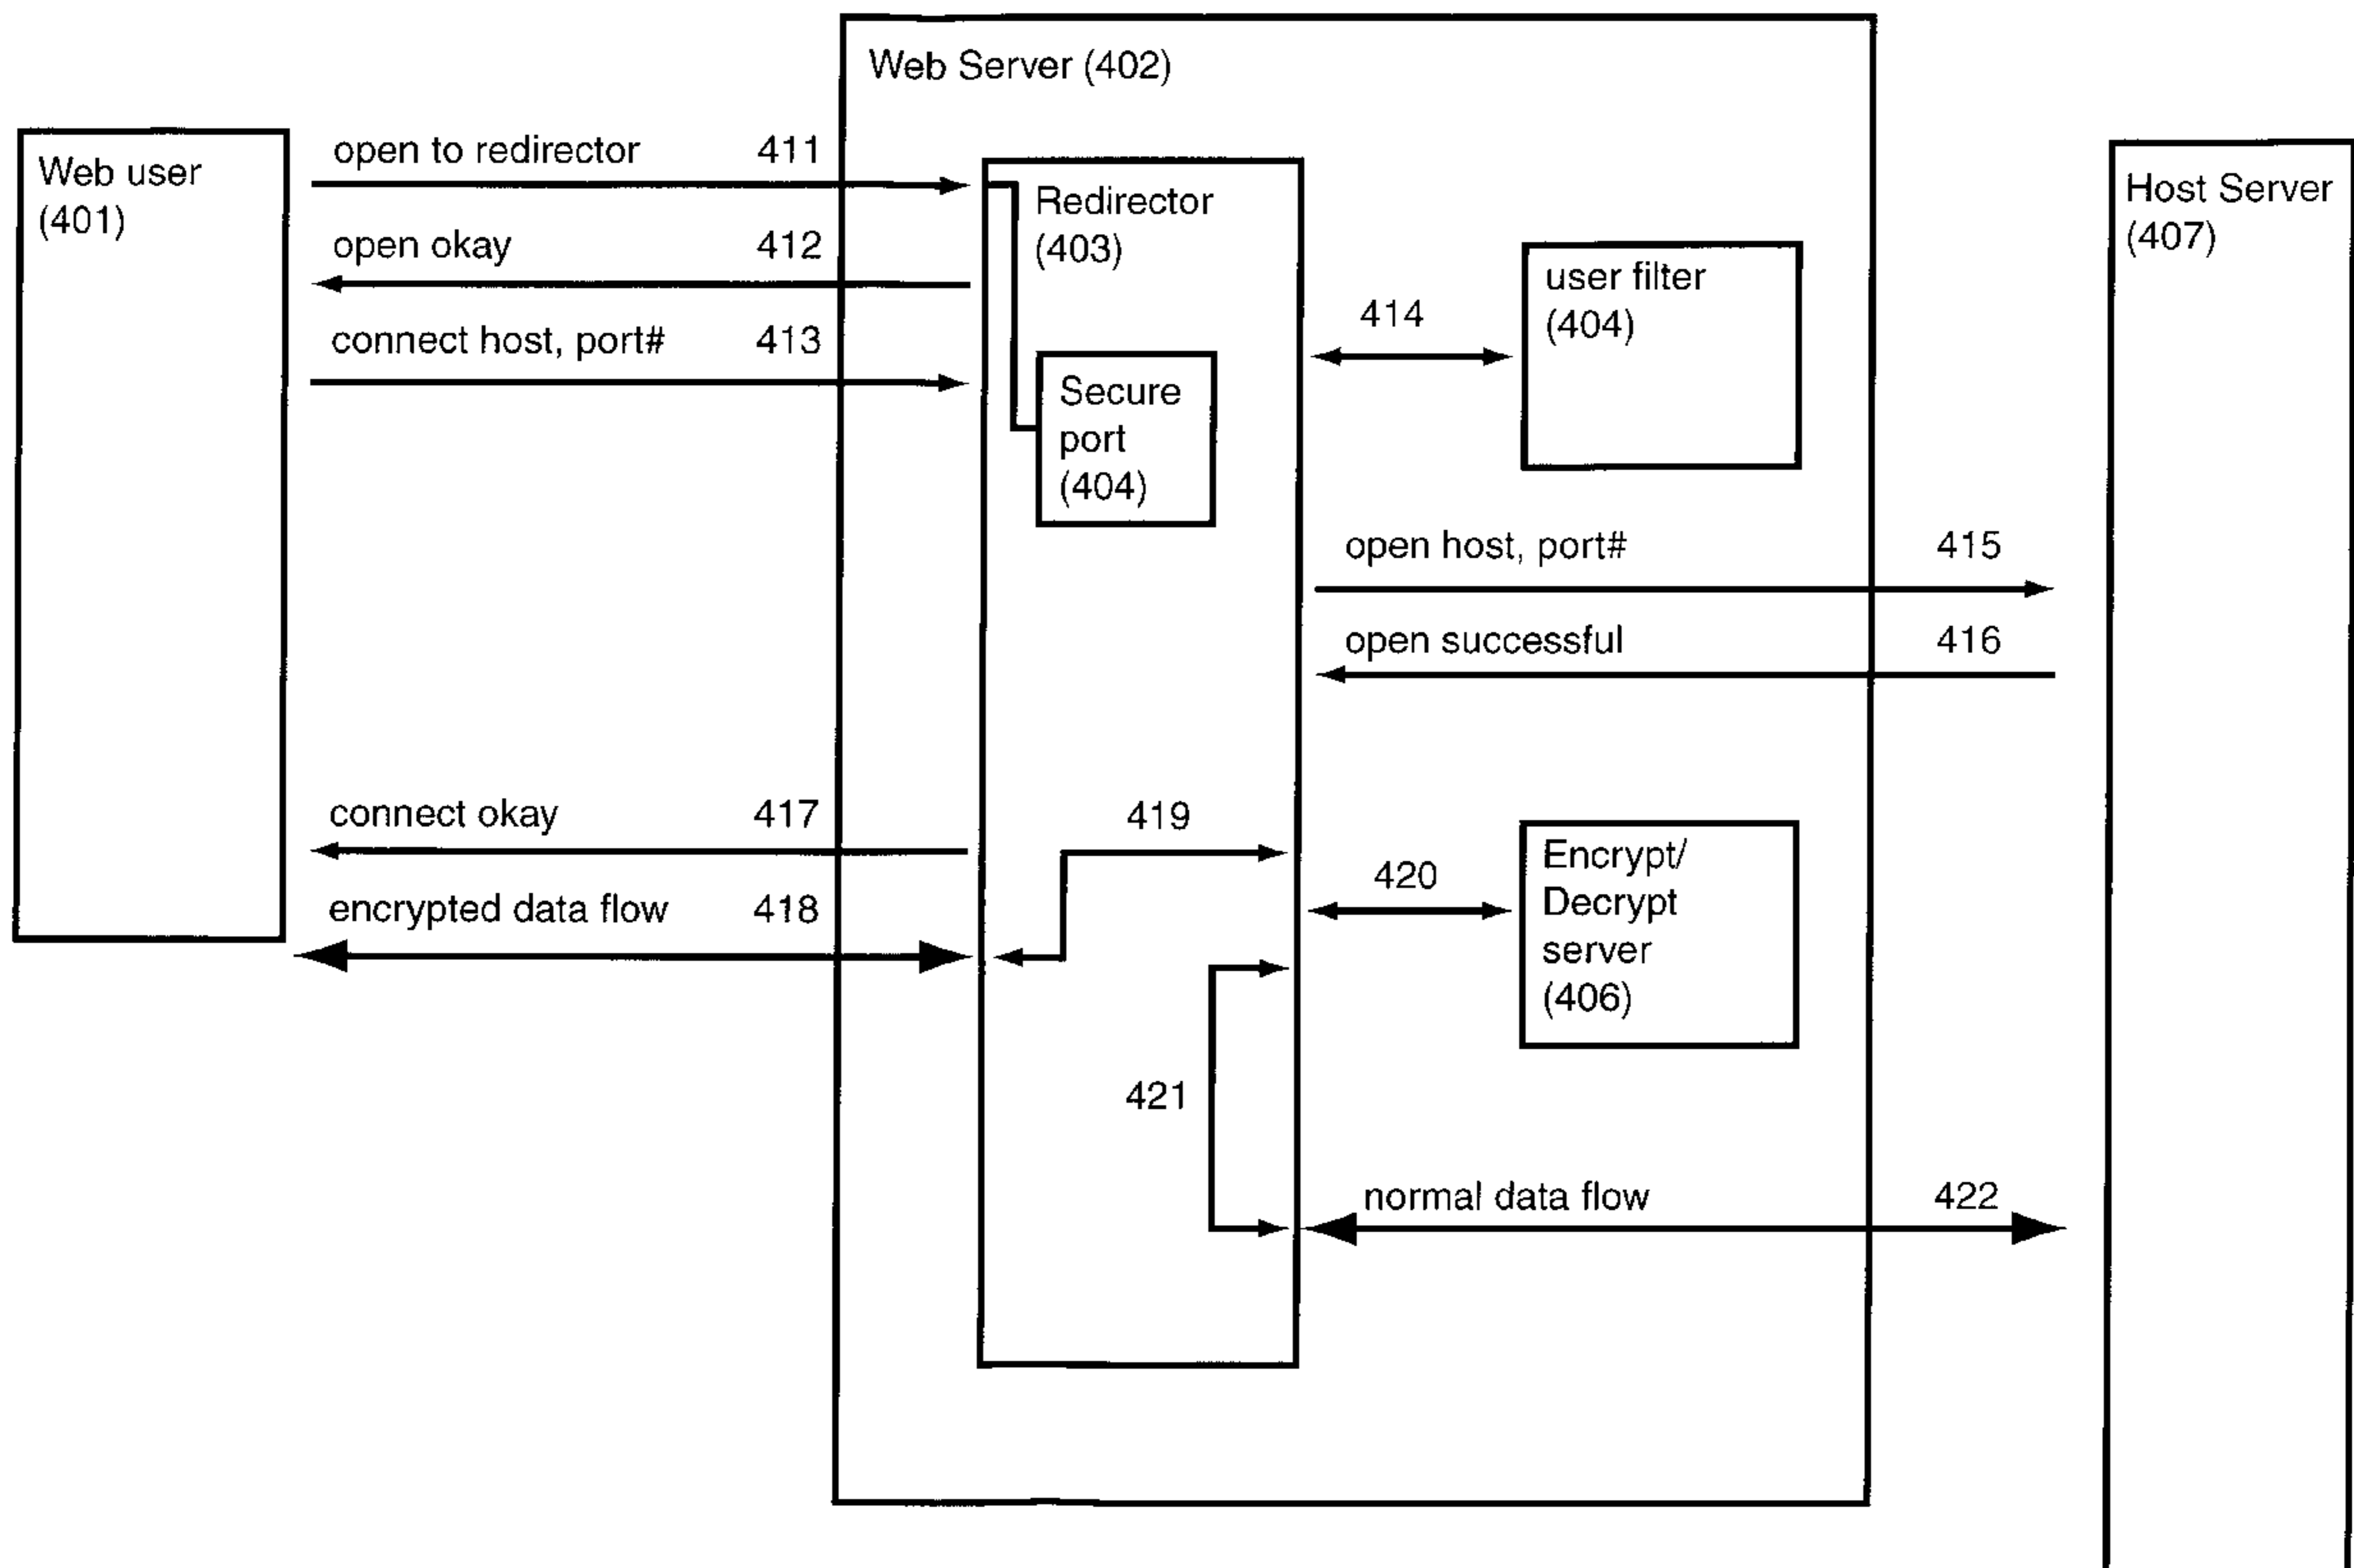 Web Server (402)
Web user
(401)
open to redirector 411
open okay 412
connect host, port# 413
Redirector
(403)
Secure
port
(404)
414
user filter
(404)
Host Server
(407)
open host, port# 415
open successful 416
connect okay 417
encrypted data flow 418
419
420
Encrypt/
Decrypt
server
(406)
421
normal data flow 422